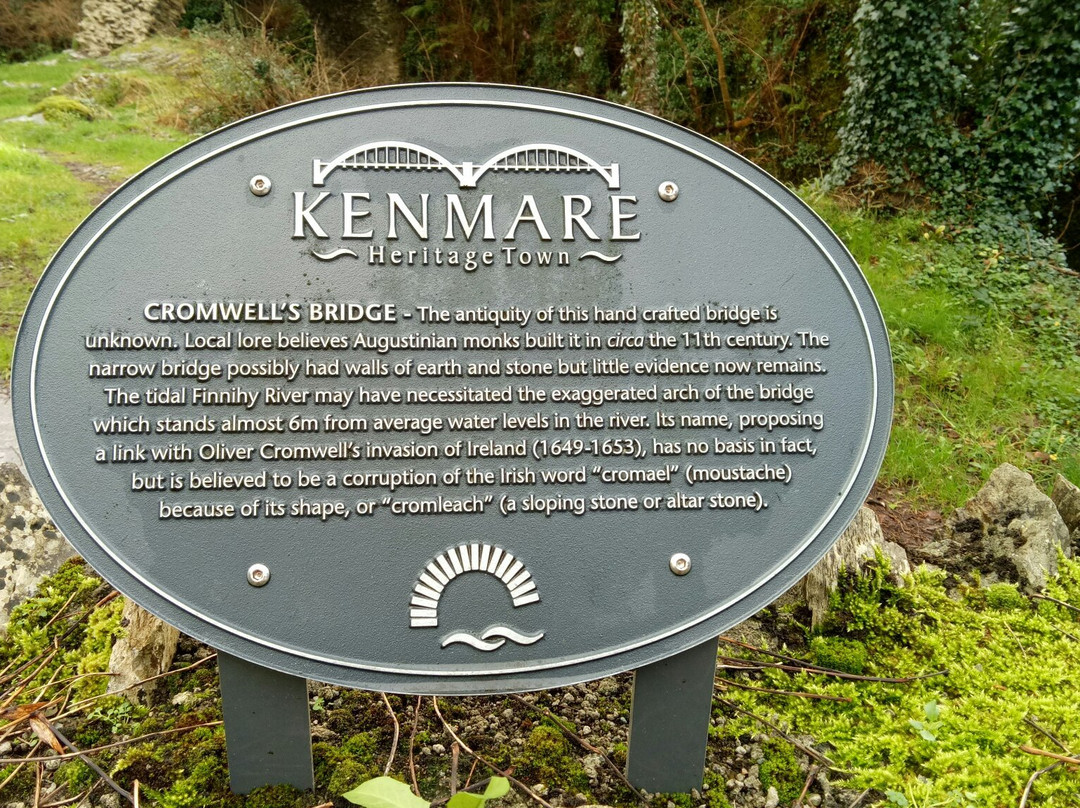 KENMARE
Heritage Town
CROMWELL'S BRIDGE - The antiquity of this hand crafted bridge is
unknown. Local lore believes Augustinian monks built it in circa the 11th century. The
narrow bridge possibly had walls of earth and stone but little evidence now remains.
The tidal Finnihy River may have necessitated the exaggerated arch of the bridge
which stands almost 6m from average water levels in the river. Its name, proposing
a link with Oliver Cromwell's invasion of Ireland (1649-1653), has no basis in fact,
but is believed to be a corruption of the Irish word “cromael” (moustache)
because of its shape, or “cromleach” (a sloping stone or altar stone).